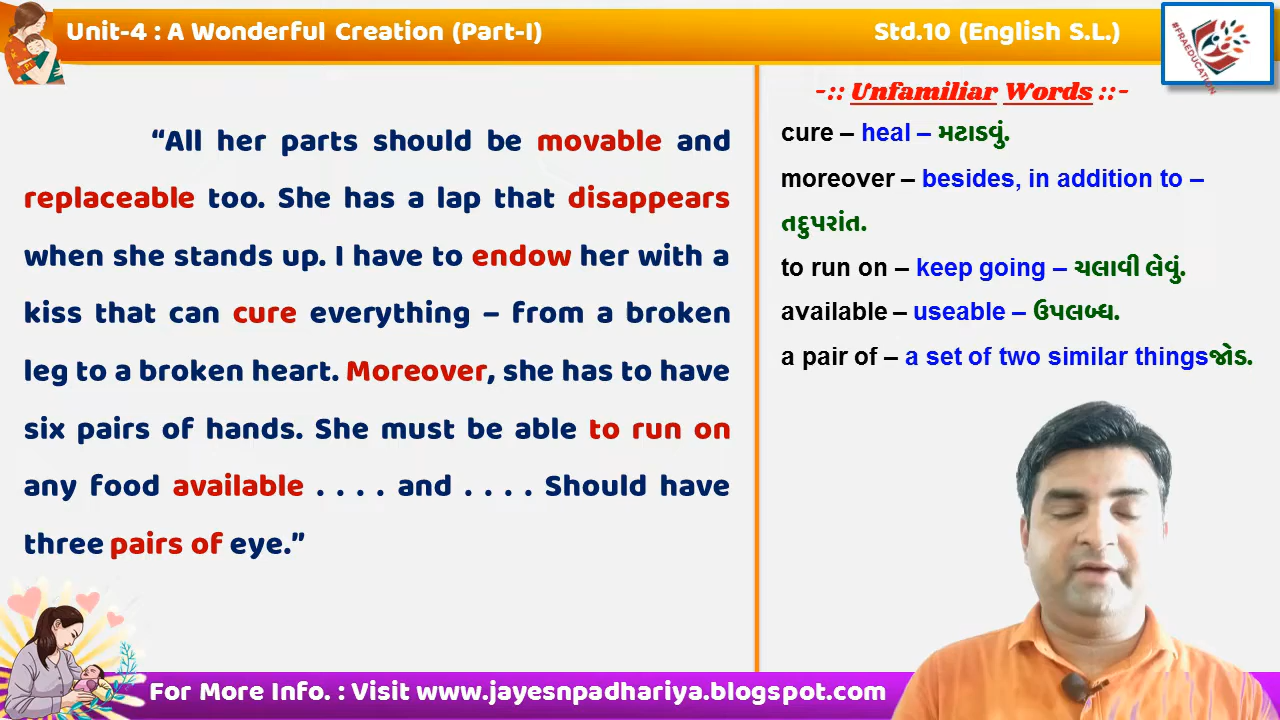 Unit-4 : A Wonderful Creation (Part-I)
Std.10 (English S.L.)
#FRAEDUCATION
“All her parts should be movable and
replaceable too. She has a lap that disappears
when she stands up. I have to endow her with a
kiss that can cure everything – from a broken
leg to a broken heart. Moreover, she has to have
six pairs of hands. She must be able to run on
any food available . . . . and . . . . Should have
three pairs of eye.”
-:: Unfamiliar Words ::-
cure – heal – મટાડવું.
moreover – besides, in addition to –
તદુપરાંત.
to run on – keep going – ચલાવી લેવું.
available – useable – ઉપલબ્ધ.
a pair of – a set of two similar thingsજોડ.
For More Info. : Visit www.jayesnpadhariya.blogspot.com